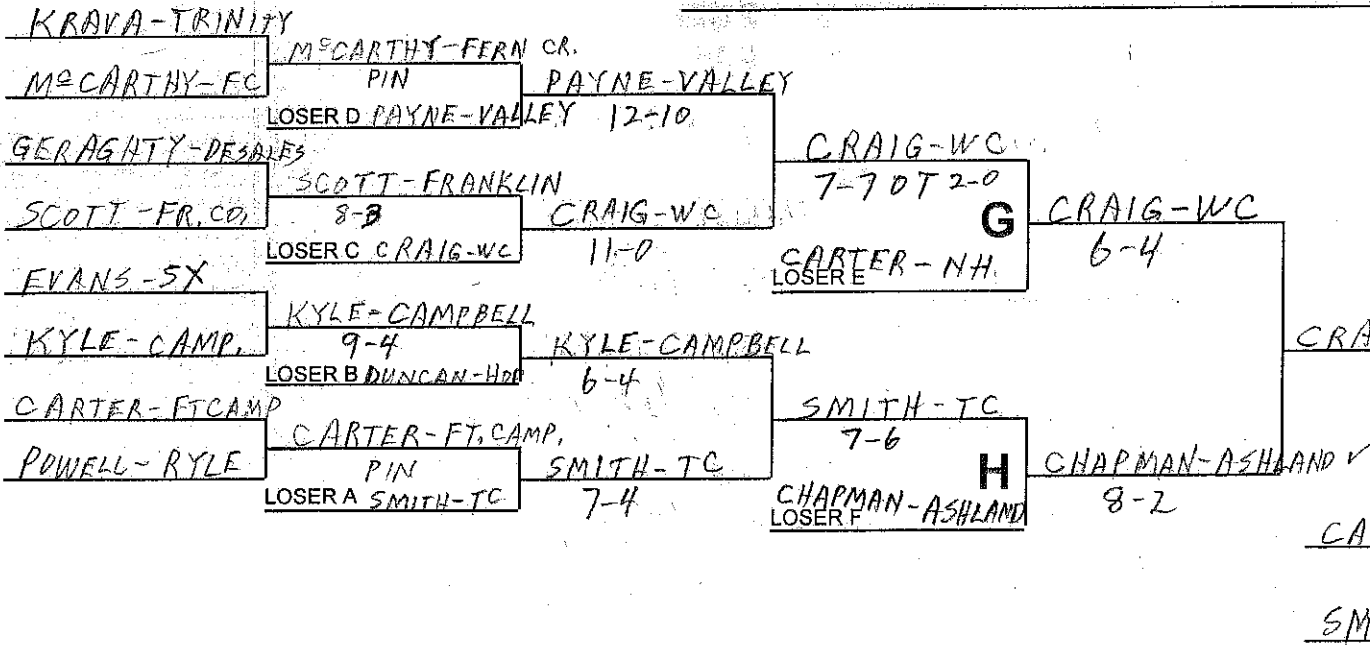 KRAVA-TRINITY
McCARTHY-FERN CR.
McCARTHY-FC
PIN
PAYNE-VALLEY
LOSER D PAYNE-VALLEY
12-10
GERAGHTY-DESALES
CRAIG-WC
SCOTT-FRANKLIN
7-7 OT 2-0
SCOTT-FR. CO.
8-3
CRAIG-WC
G
CRAIG-WC
LOSER C CRAIG-WC
11-0
6-4
CARTER-NH
LOSER E
EVANS-SX
KYLE-CAMPBELL
KYLE-CAMP.
9-4
KYLE-CAMPBELL
CRA
LOSER B DUNCAN-HOP
6-4
CARTER-FTCAMP
SMITH-TC
CARTER-FT. CAMP.
7-6
POWELL-RYLE
PIN
SMITH-TC
H
CHAPMAN-ASHLAND ✓
LOSER A SMITH-TC
7-4
CHAPMAN-ASHLAND
8-2
LOSER F
CA
SM